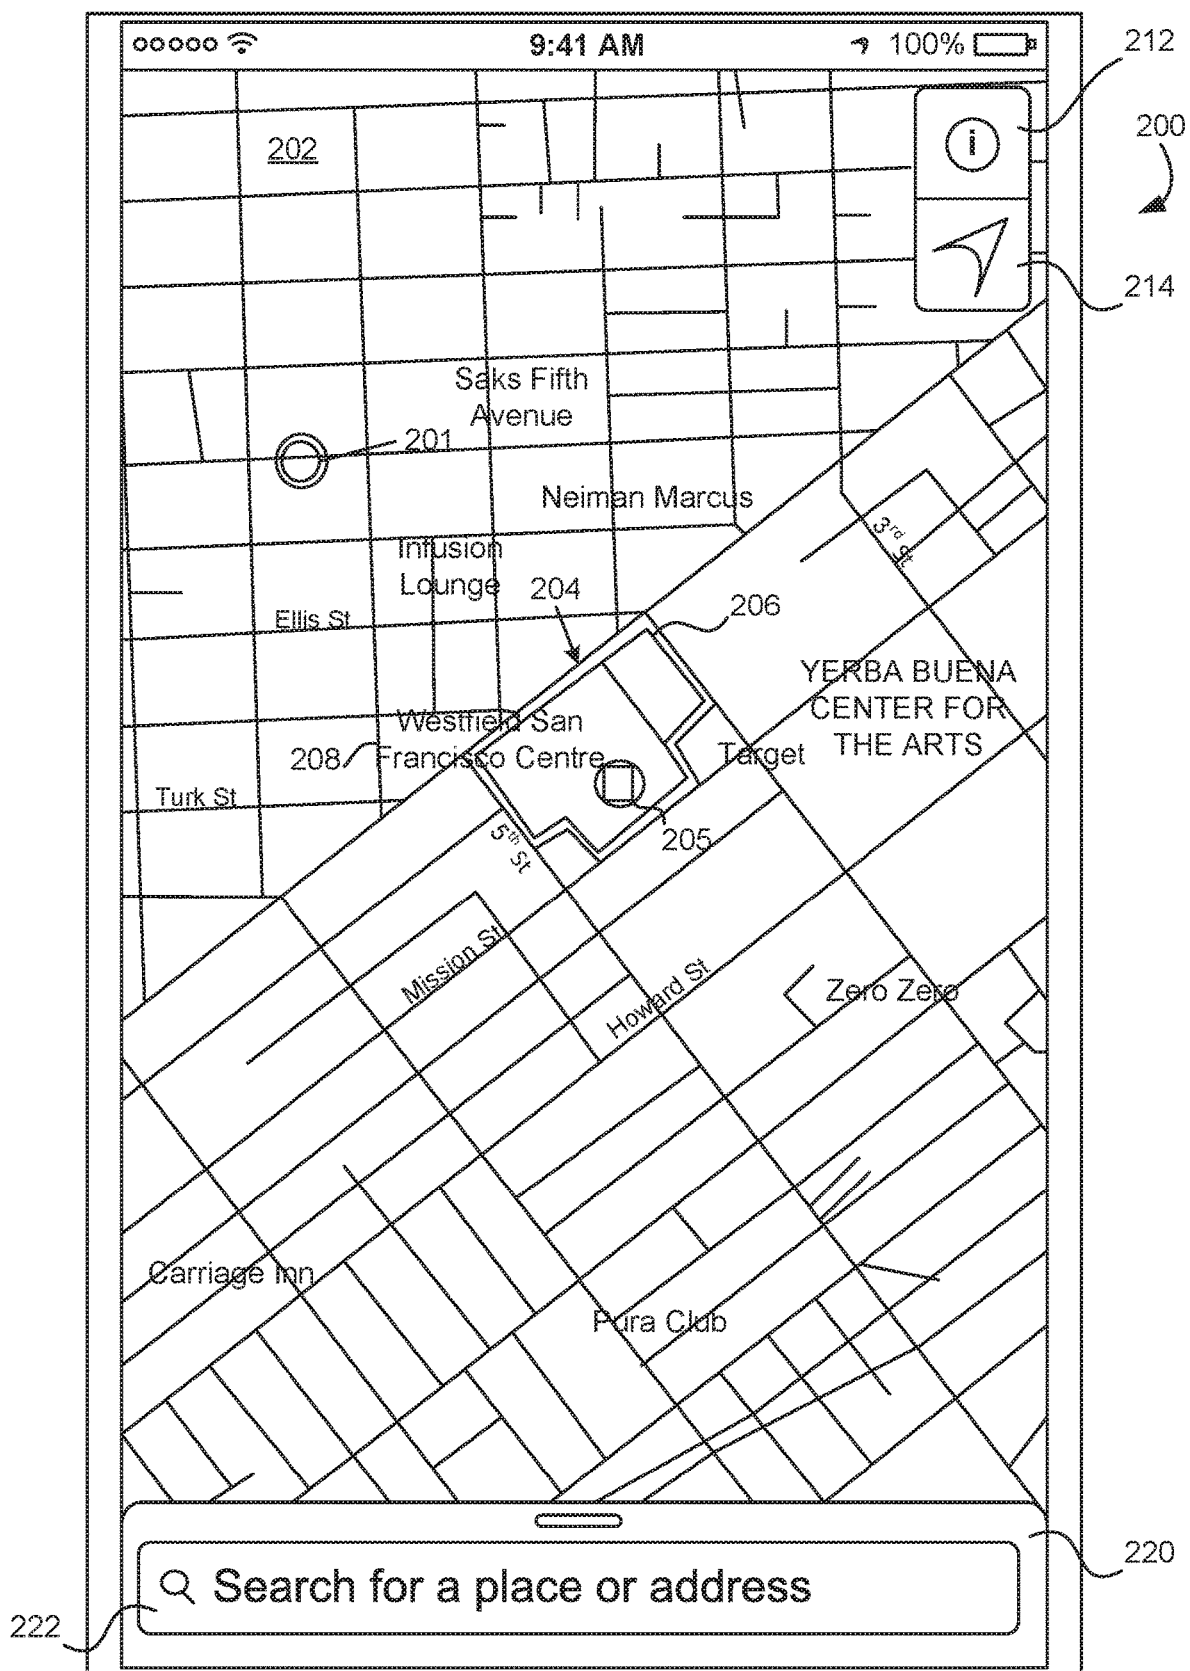 9:41 AM
100%
212
200
202
i
214
Saks Fifth
Avenue
201
Neiman Marcus
3rd St
Infusion
Lounge
204
206
Ellis St
YERBA BUENA
CENTER FOR
THE ARTS
Westfield San
Francisco Centre
208
Target
Turk St
205
5th St
Mission St
Howard St
Zero Zero
Carriage Inn
Pura Club
220
Search for a place or address
222